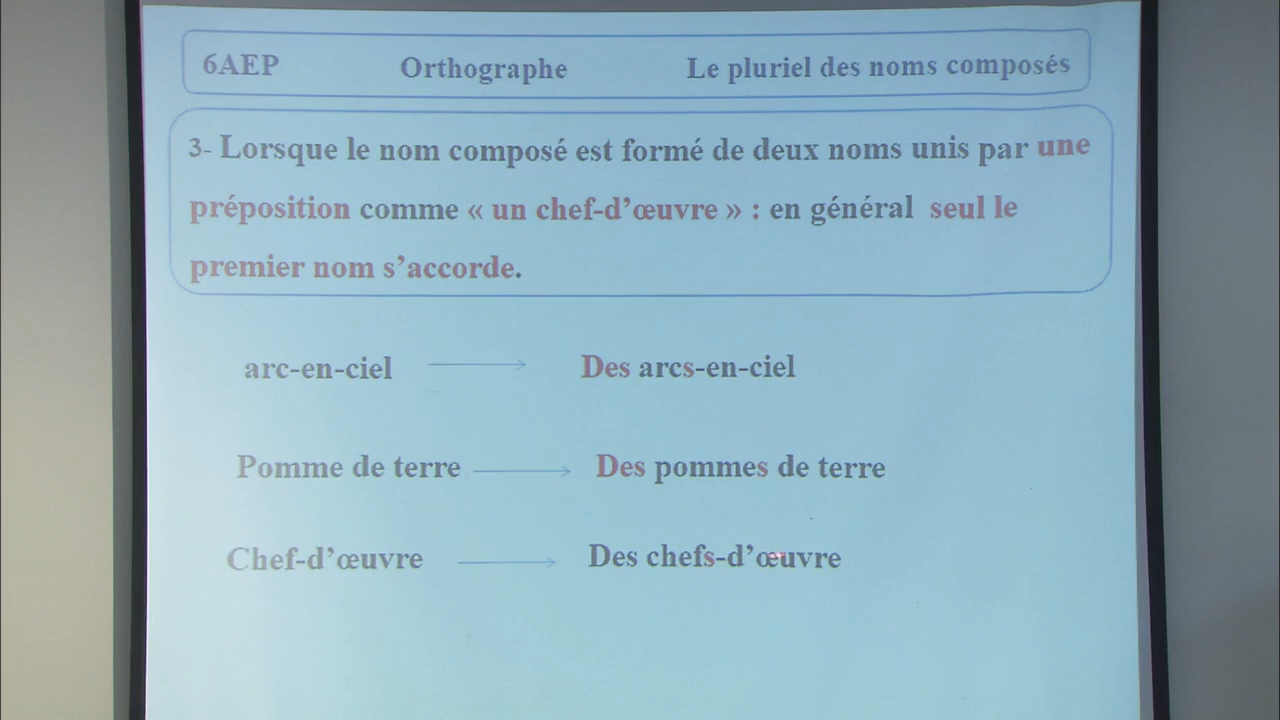 6AEP Orthographe Le pluriel des noms composés
3- Lorsque le nom composé est formé de deux noms unis par une
préposition comme « un chef-d’œuvre » : en général seul le
premier nom s’accorde.
arc-en-ciel Des arcs-en-ciel
Pomme de terre Des pommes de terre
Chef-d’œuvre Des chefs-d’œuvre